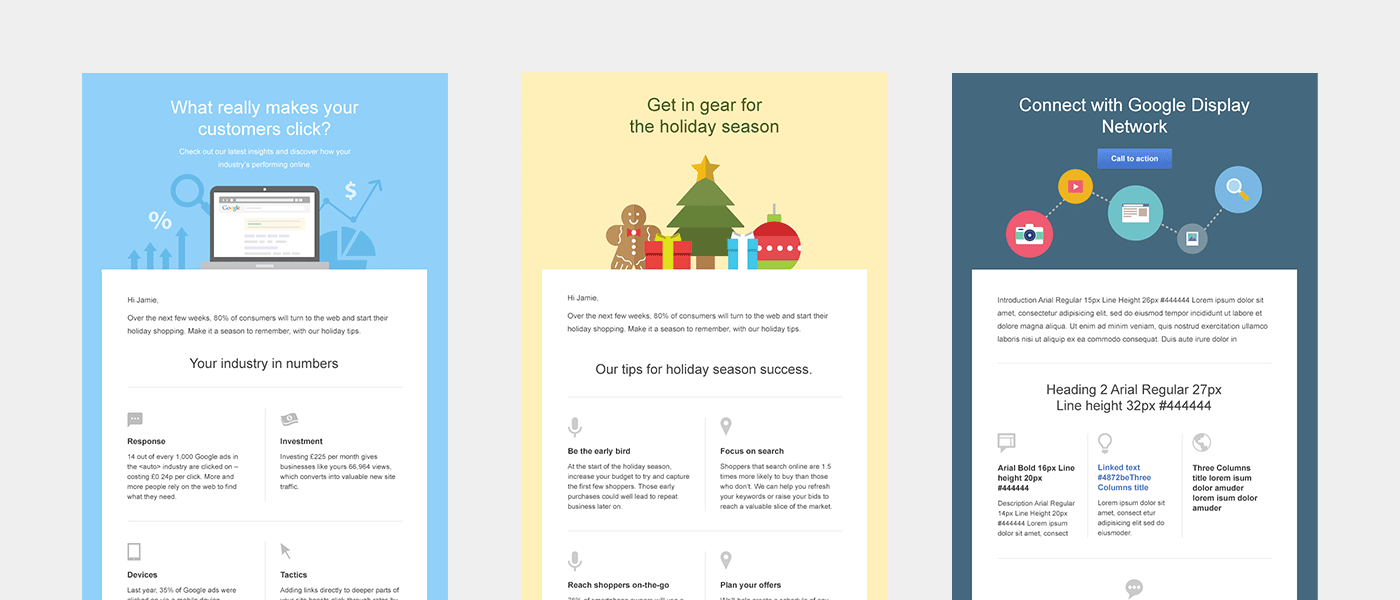 What really makes your
customers click?
Check out our latest insights and discover how your
industry's performing online.
%
$
Google
Hi Jamie,
Over the next few weeks, 80% of consumers will turn to the web and start their
holiday shopping. Make it a season to remember, with our holiday tips.
Your industry in numbers
Response
14 out of every 1,000 Google ads in
the <auto> industry are clicked on –
costing £0.24p per click. More and
more people rely on the web to find
what they need.
Investment
Investing £225 per month gives
businesses like yours 66,964 views,
which converts into valuable new site
traffic.
Devices
Last year, 35% of Google ads were
Tactics
Adding links directly to deeper parts of
Get in gear for
the holiday season
Hi Jamie,
Over the next few weeks, 80% of consumers will turn to the web and start their
holiday shopping. Make it a season to remember, with our holiday tips.
Our tips for holiday season success.
Be the early bird
At the start of the holiday season,
increase your budget to try and capture
the first few shoppers. Those early
purchases could well lead to repeat
business later on.
Focus on search
Shoppers that search online are 1.5
times more likely to buy than those
who don't. We can help you refresh
your keywords or raise your bids to
reach a valuable slice of the market.
Reach shoppers on-the-go
Plan your offers
Connect with Google Display
Network
Call to action
Introduction Arial Regular 15px Line Height 26px #444444 Lorem ipsum dolor sit
amet, consectetur adipisicing elit, sed do eiusmod tempor incididunt ut labore et
dolore magna aliqua. Ut enim ad minim veniam, quis nostrud exercitation ullamco
laboris nisi ut aliquip ex ea commodo consequat. Duis aute irure dolor in
Heading 2 Arial Regular 27px
Line height 32px #444444
Arial Bold 16px Line
height 20px
#444444
Description Arial Regular
14px Line Height 20px
#444444 Lorem ipsum
dolor sit amet, consect
Linked text
#4872beThree
Columns title
Lorem ipsum dolor sit
amet, consect etur
adipisicing elit sed do
eiusmoder.
Three Columns
title lorem isum
dolor amuder
lorem isum dolor
amuder